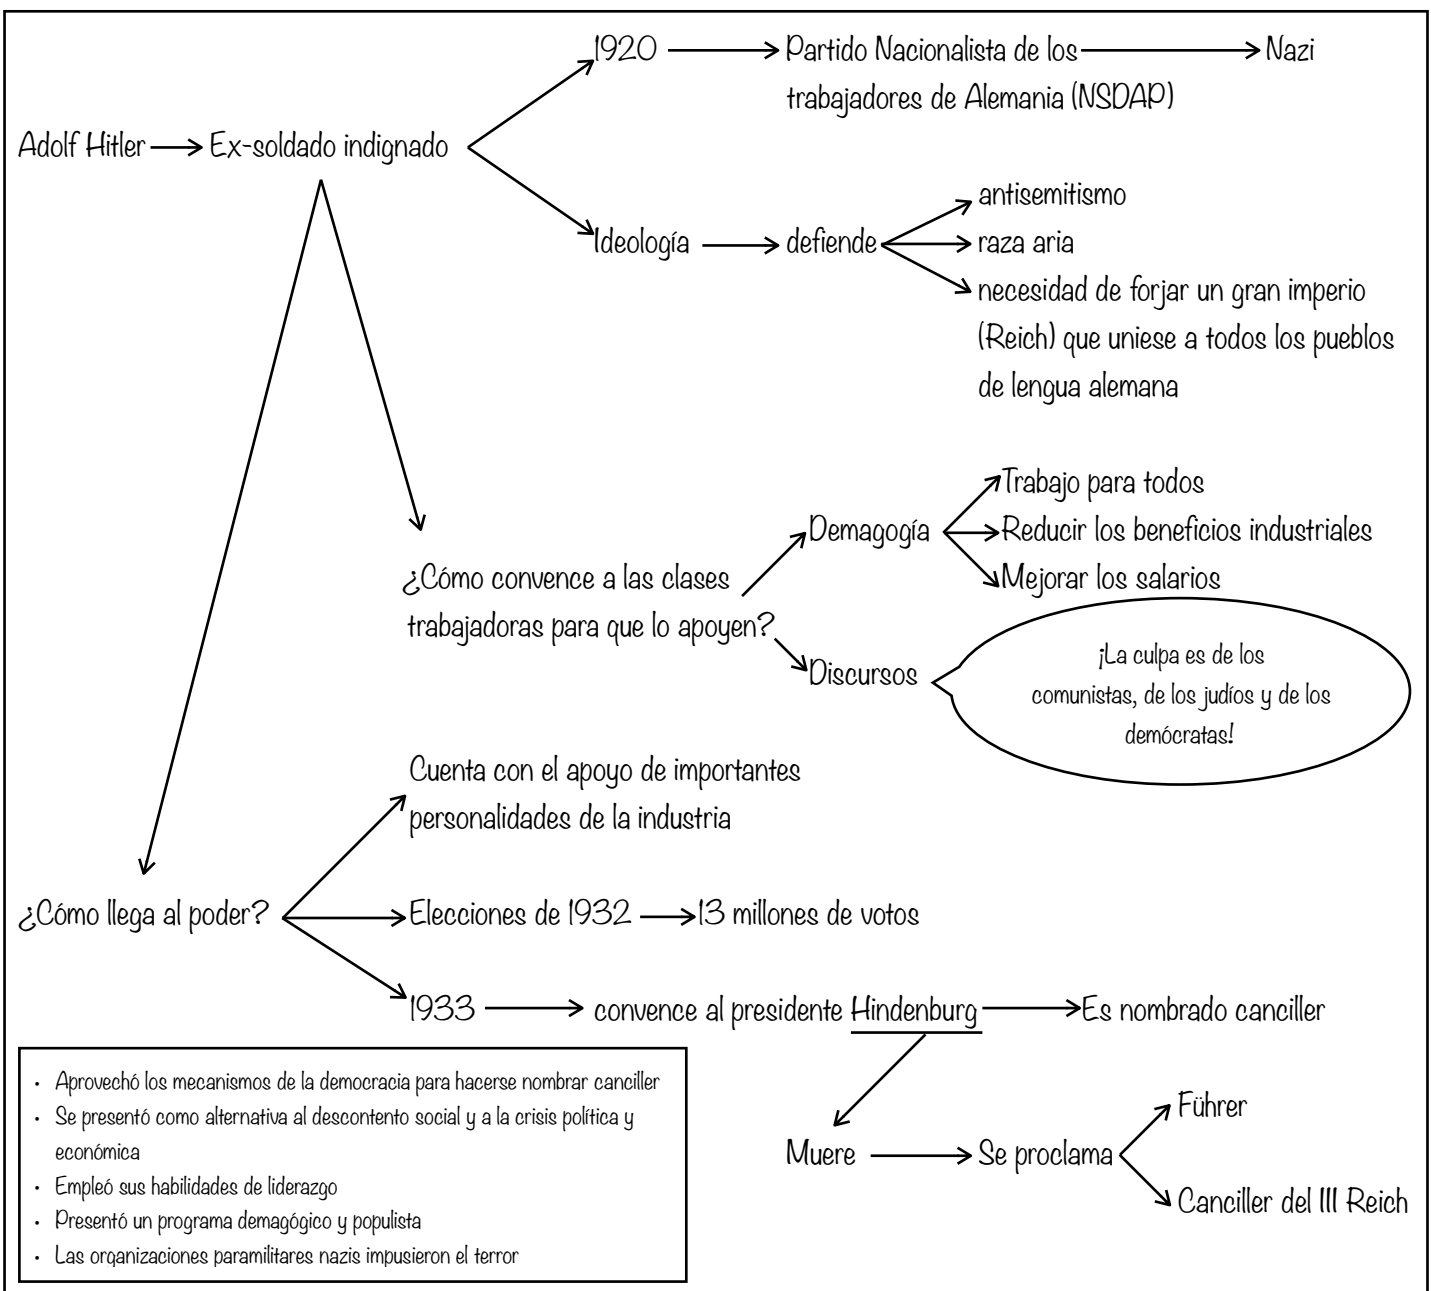 1920
Partido Nacionalista de los
Nazi
trabajadores de Alemania (NSDAP)
Adolf Hitler
Ex-soldado indignado
antisemitismo
Ideología
defiende
raza aria
necesidad de forjar un gran imperio
(Reich) que uniese a todos los pueblos
de lengua alemana
Trabajo para todos
Demagogía
Reducir los beneficios industriales
Mejorar los salarios
¿Cómo convence a las clases
trabajadoras para que lo apoyen?
Discursos
¡La culpa es de los
comunistas, de los judíos y de los
demócratas!
Cuenta con el apoyo de importantes
personalidades de la industria
¿Cómo llega al poder?
Elecciones de 1932
13 millones de votos
1933
convence al presidente Hindenburg
Es nombrado canciller
Muere
Se proclama
Führer
Canciller del III Reich
• Aprovechó los mecanismos de la democracia para hacerse nombrar canciller
• Se presentó como alternativa al descontento social y a la crisis política y
económica
• Empleó sus habilidades de liderazgo
• Presentó un programa demagógico y populista
• Las organizaciones paramilitares nazis impusieron el terror